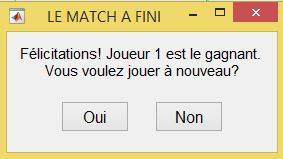 LE MATCH A FINI
Félicitations! Joueur 1 est le gagnant.
Vous voulez jouer à nouveau?
Oui
Non